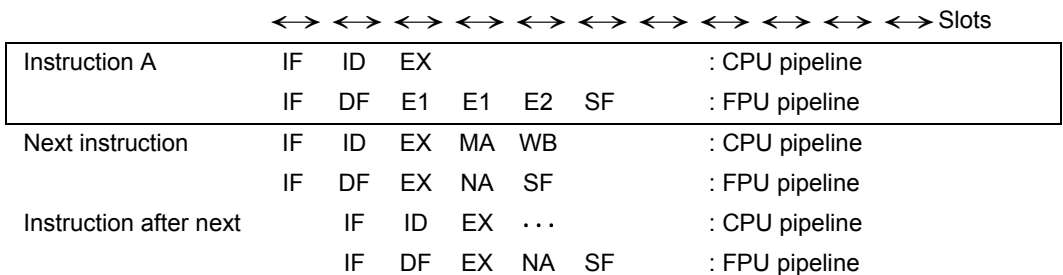 Slots
Instruction A IF ID EX : CPU pipeline
IF DF E1 E1 E2 SF : FPU pipeline
Next instruction IF ID EX MA WB : CPU pipeline
IF DF EX NA SF : FPU pipeline
Instruction after next IF ID EX ··· : CPU pipeline
IF DF EX NA SF : FPU pipeline